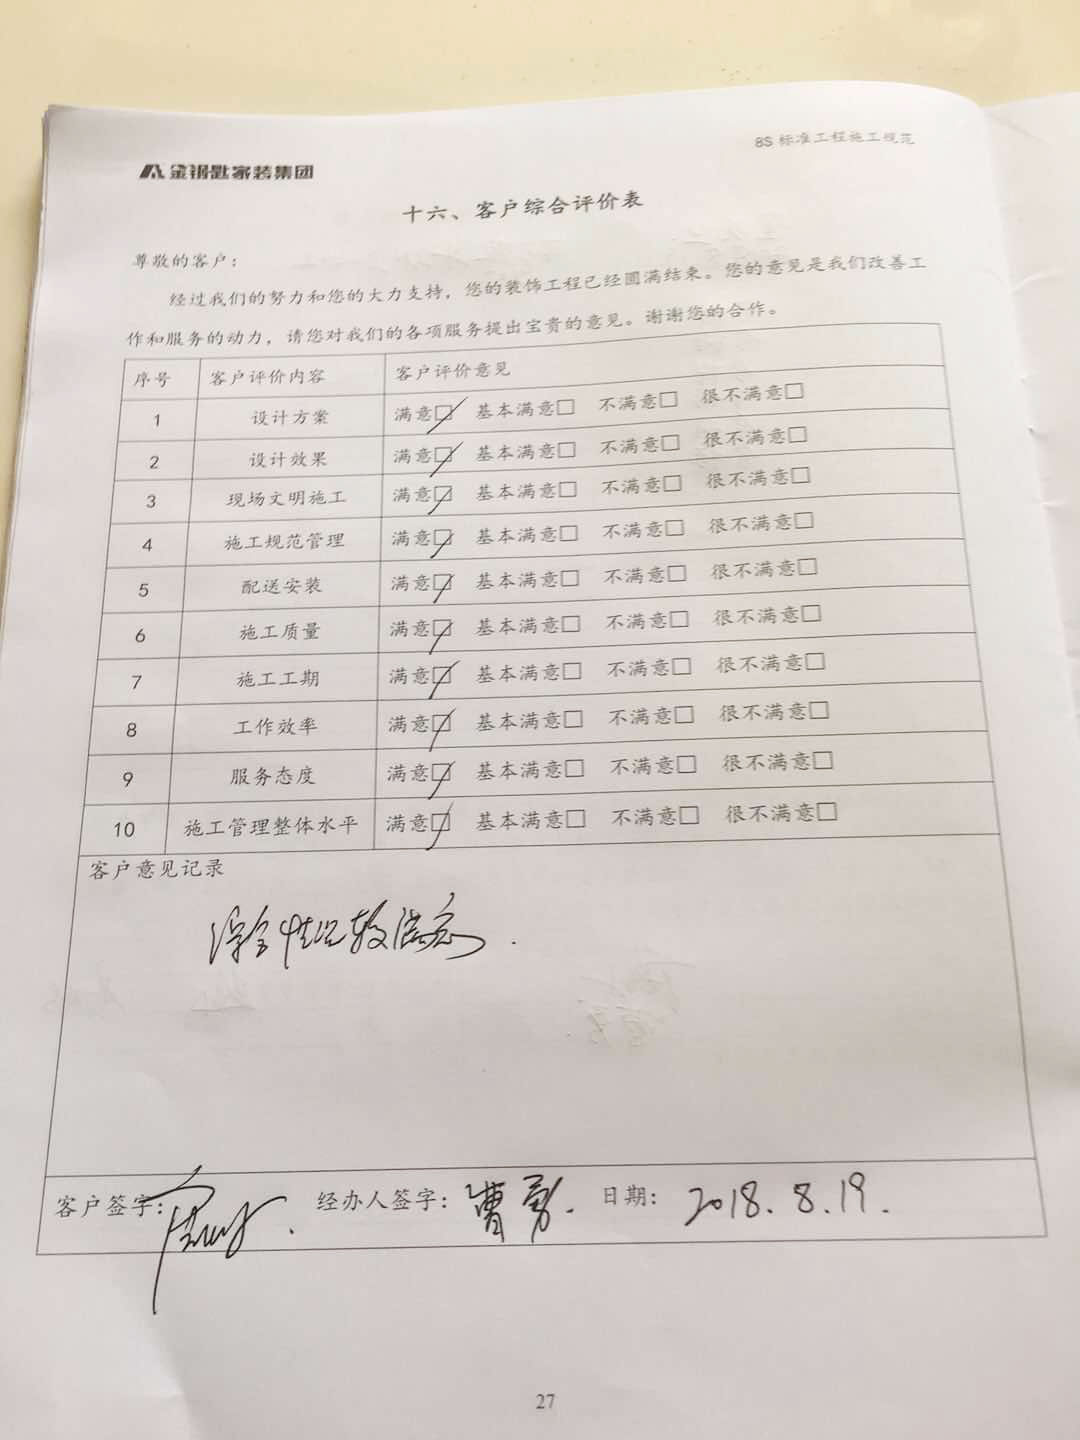 金钥匙家装集团
8S 标准工程施工规范
十六、客户综合评价表
尊敬的客户：
经过我们的努力和您的大力支持，您的装饰工程已经圆满结束。您的意见是我们改善工
作和服务的动力，请您对我们的各项服务提出宝贵的意见。谢谢您的合作。
序号 客户评价内容 客户评价意见
1 设计方案 满意☑ 基本满意□ 不满意□ 很不满意□
2 设计效果 满意☑ 基本满意□ 不满意□ 很不满意□
3 现场文明施工 满意☑ 基本满意□ 不满意□ 很不满意□
4 施工规范管理 满意☑ 基本满意□ 不满意□ 很不满意□
5 配送安装 满意☑ 基本满意□ 不满意□ 很不满意□
6 施工质量 满意☑ 基本满意□ 不满意□ 很不满意□
7 施工工期 满意☑ 基本满意□ 不满意□ 很不满意□
8 工作效率 满意☑ 基本满意□ 不满意□ 很不满意□
9 服务态度 满意☑ 基本满意□ 不满意□ 很不满意□
10 施工管理整体水平 满意☑ 基本满意□ 不满意□ 很不满意□
客户意见记录
情况较满意.
客户签字： 经办人签字：曹勇. 日期：2018.8.19.
27